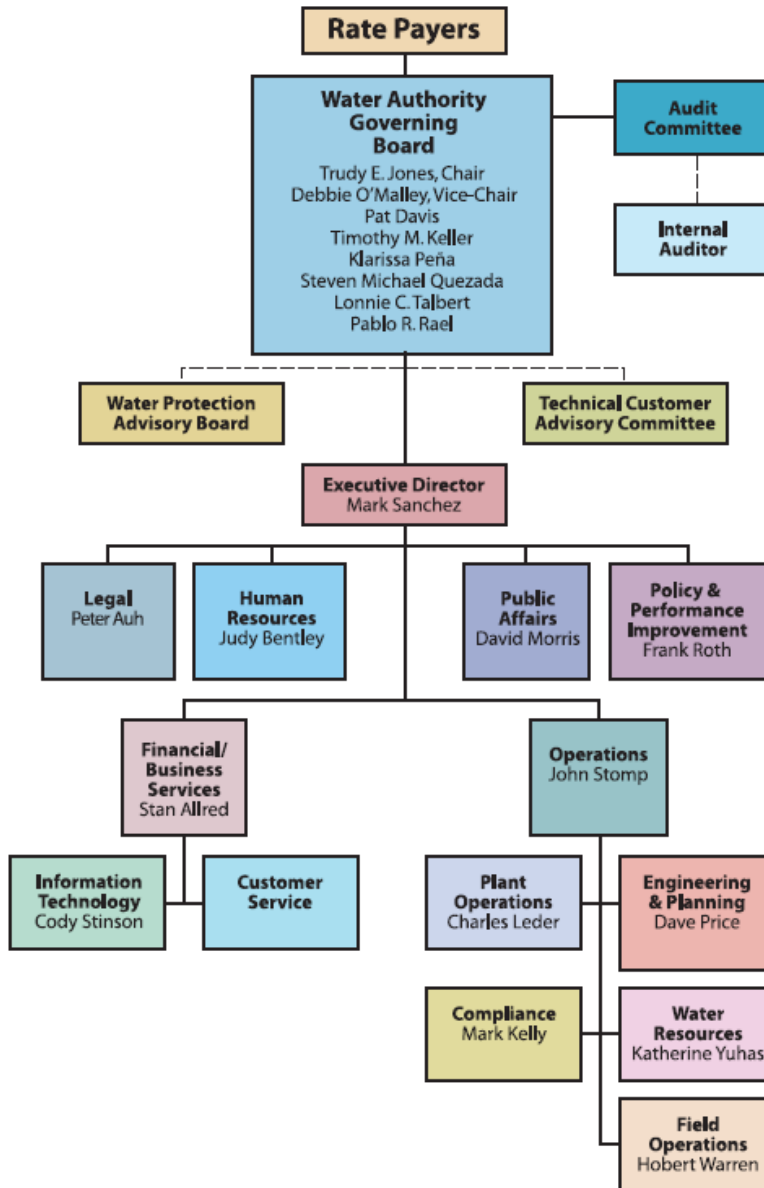 Rate Payers
Water Authority
Governing
Board
Trudy E. Jones, Chair
Debbie O'Malley, Vice-Chair
Pat Davis
Timothy M. Keller
Klarissa Peña
Steven Michael Quezada
Lonnie C. Talbert
Pablo R. Rael
Audit
Committee
Internal
Auditor
Water Protection
Advisory Board
Technical Customer
Advisory Committee
Executive Director
Mark Sanchez
Legal
Peter Auh
Human
Resources
Judy Bentley
Public
Affairs
David Morris
Policy &
Performance
Improvement
Frank Roth
Financial/
Business
Services
Stan Allred
Operations
John Stomp
Information
Technology
Cody Stinson
Customer
Service
Plant
Operations
Charles Leder
Engineering
& Planning
Dave Price
Compliance
Mark Kelly
Water
Resources
Katherine Yuhas
Field
Operations
Hobert Warren